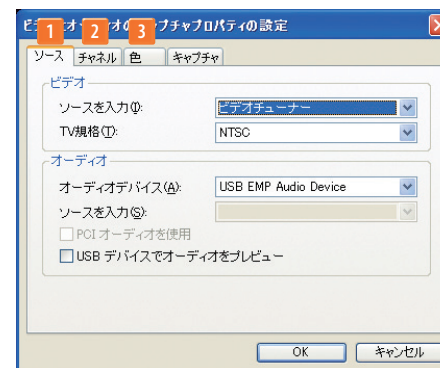 1 2 3
ビデオ オーディオのキャプチャプロパティの設定
ソース チャネル 色 キャプチャ
ビデオ
ソースを入力(I): ビデオチューナー
TV規格(T): NTSC
オーディオ
オーディオデバイス(A): USB EMP Audio Device
ソースを入力(S):
PCI オーディオを使用
USB デバイスでオーディオをプレビュー
OK キャンセル